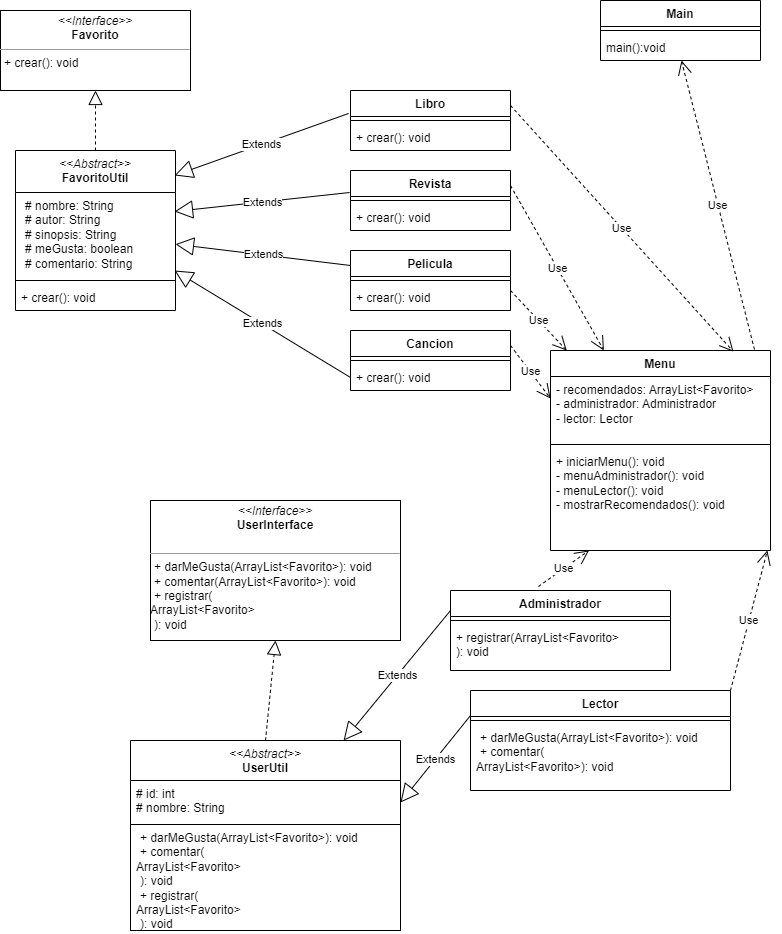 <<Interface>>
Favorito
+ crear(): void
Main
main():void
<<Abstract>>
FavoritoUtil
# nombre: String
# autor: String
# sinopsis: String
# meGusta: boolean
# comentario: String
+ crear(): void
Extends
Extends
Extends
Extends
Libro
+ crear(): void
Revista
+ crear(): void
Pelicula
+ crear(): void
Cancion
+ crear(): void
Use
Use
Use
Use
Use
Menu
- recomendados: ArrayList<Favorito>
- administrador: Administrador
- lector: Lector
+ iniciarMenu(): void
- menuAdministrador(): void
- menuLector(): void
- mostrarRecomendados(): void
<<Interface>>
UserInterface
+ darMeGusta(ArrayList<Favorito>): void
+ comentar(ArrayList<Favorito>): void
+ registrar(
ArrayList<Favorito>
): void
Use
Administrador
+ registrar(ArrayList<Favorito>
): void
Use
Extends
Lector
+ darMeGusta(ArrayList<Favorito>): void
+ comentar(
ArrayList<Favorito>): void
Extends
<<Abstract>>
UserUtil
# id: int
# nombre: String
+ darMeGusta(ArrayList<Favorito>): void
+ comentar(
ArrayList<Favorito>
): void
+ registrar(
ArrayList<Favorito>
): void